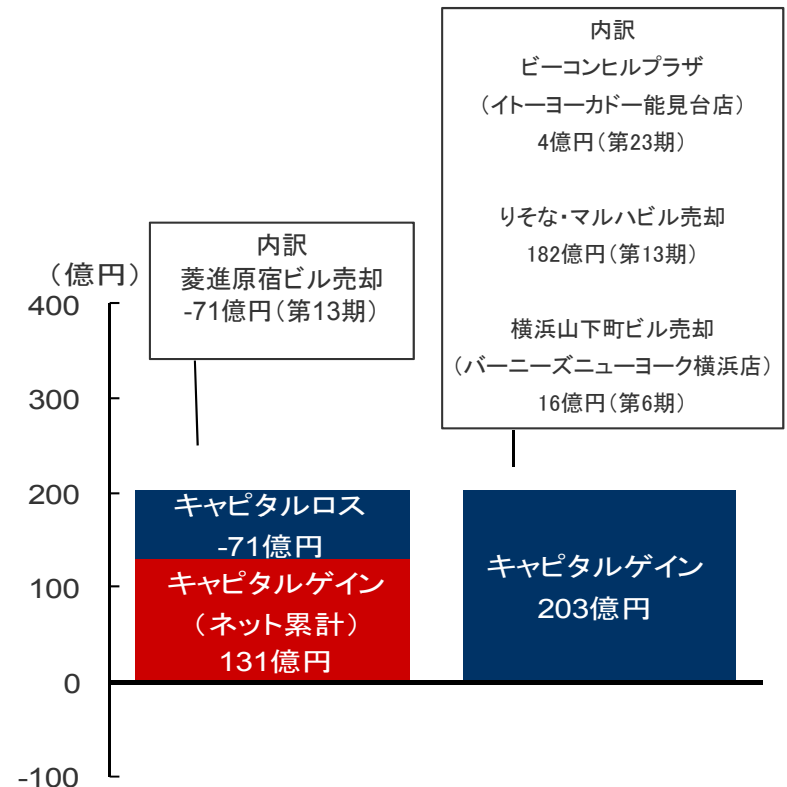 内訳
ビーコンヒルプラザ
（イトーヨーカドー能見台店）
4億円（第23期）
りそな・マルハビル売却
182億円（第13期）
横浜山下町ビル売却
（バーニーズニューヨーク横浜店）
16億円（第6期）
内訳
菱進原宿ビル売却
-71億円（第13期）
（億円）
400
300
200
100
0
-100
キャピタルロス
-71億円
キャピタルゲイン
（ネット累計）
131億円
キャピタルゲイン
203億円